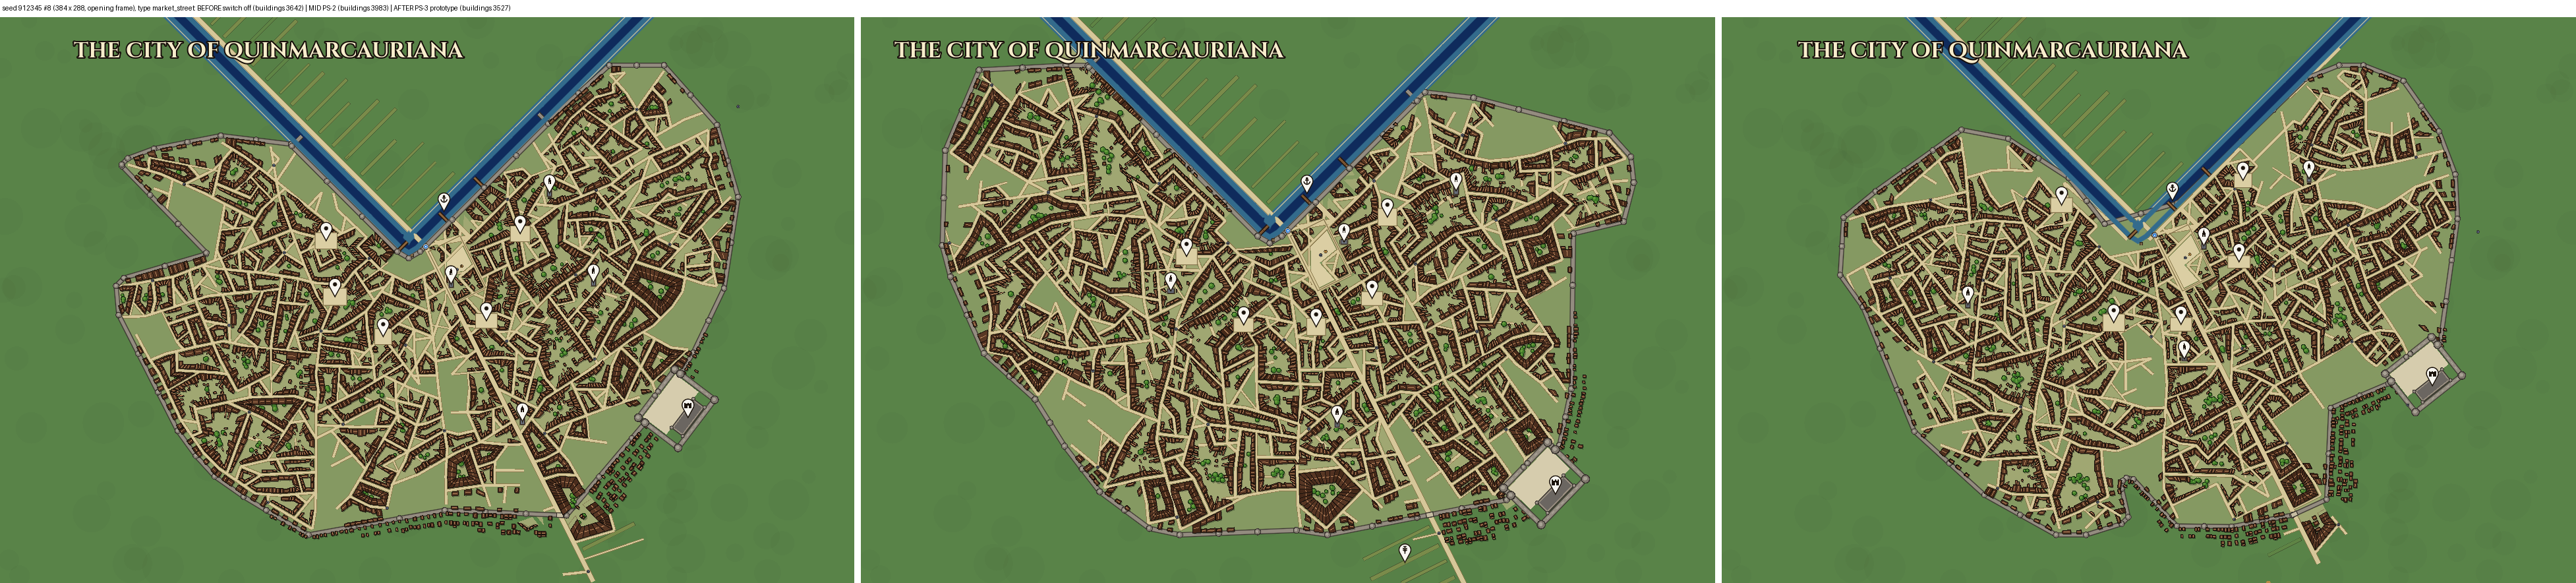 seed 912345 #8 (384 x 288, opening frame), type market_street. BEFORE switch off (buildings 3642) | MID PS-2 (buildings 3983) | AFTER PS-3 prototype (buildings 3527)
THE CITY OF QUINMARCAURIANA
THE CITY OF QUINMARCAURIANA
THE CITY OF QUINMARCAURIANA